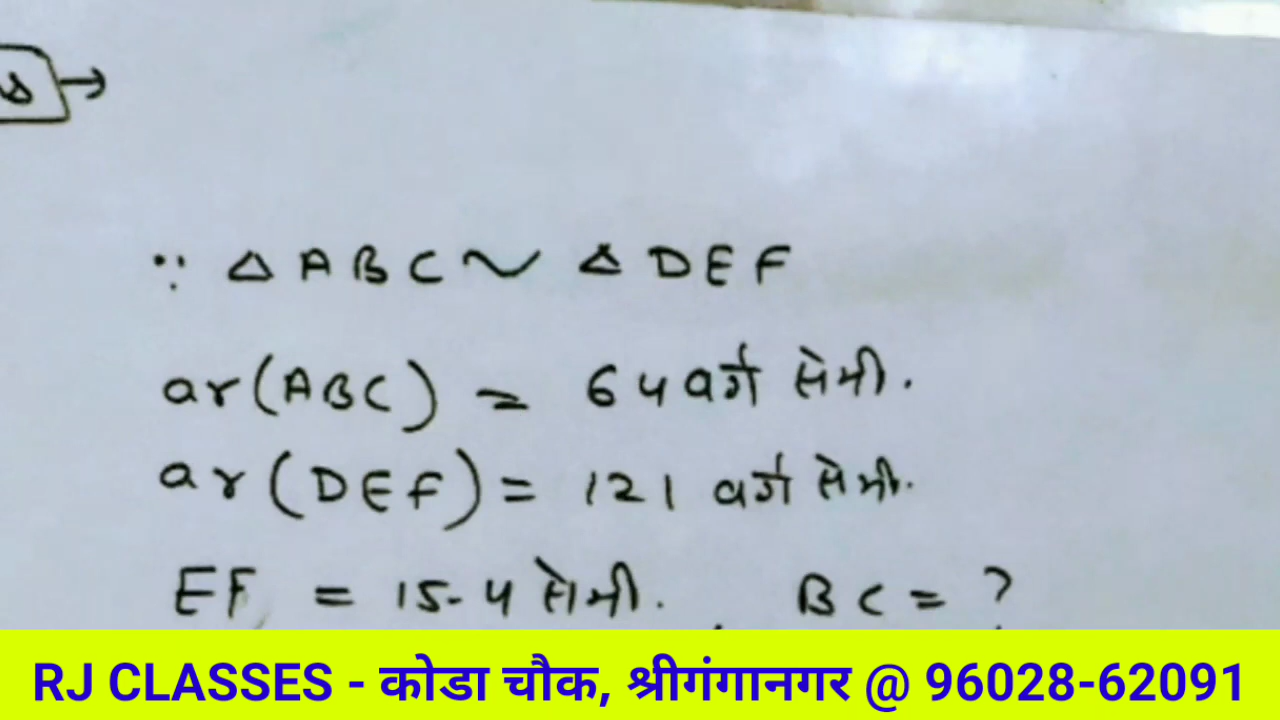 ∵ △ABC ~ △DEF
ar(ABC) = 64 वर्ग सेमी.
ar(DEF) = 121 वर्ग सेमी.
EF = 15-4 सेमी. BC = ?
RJ CLASSES - कोडा चौक, श्रीगंगानगर @ 96028-62091